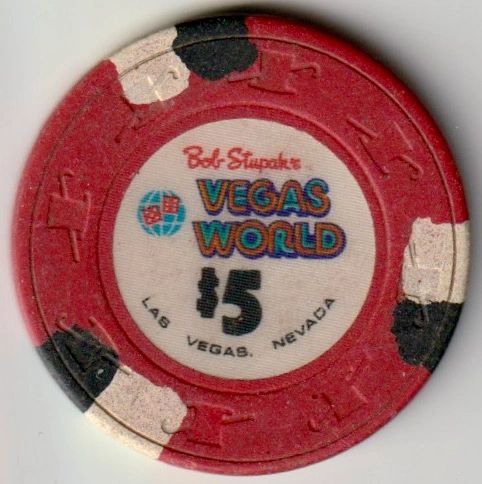 Bob Stupak's
VEGAS
WORLD
$5
LAS VEGAS, NEVADA